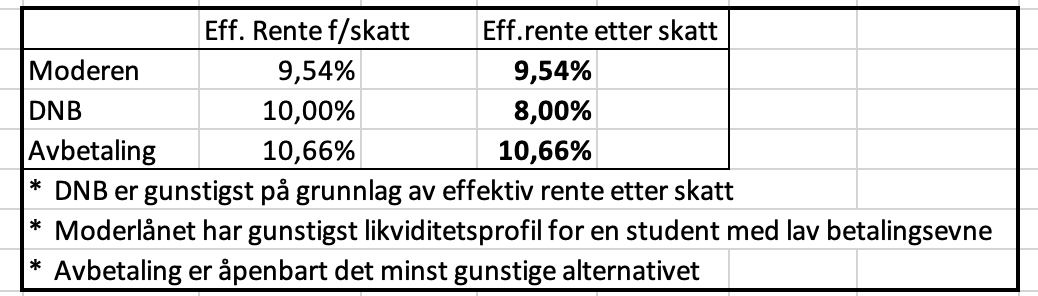 Eff. Rente f/skatt Eff.rente etter skatt
Moderen 9,54% 9,54%
DNB 10,00% 8,00%
Avbetaling 10,66% 10,66%
* DNB er gunstigst på grunnlag av effektiv rente etter skatt
* Moderlånet har gunstigst likviditetsprofil for en student med lav betalingsevne
* Avbetaling er åpenbart det minst gunstige alternativet